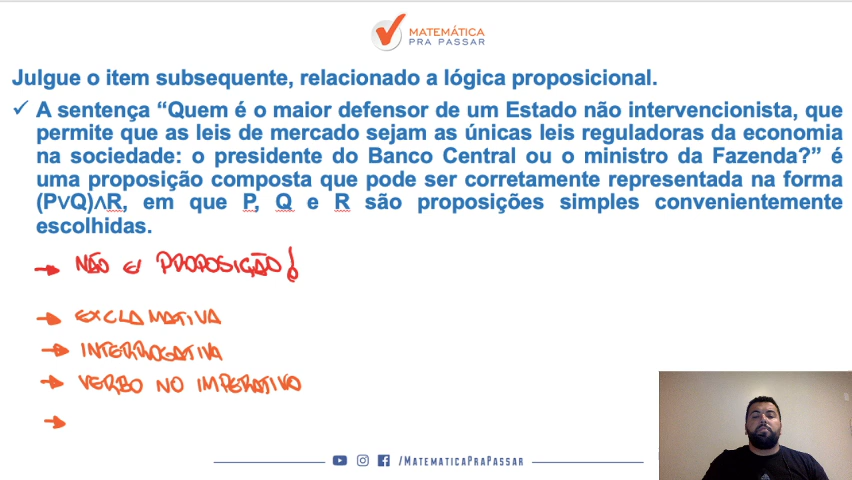 MATEMÁTICA
PRA PASSAR
Julgue o item subsequente, relacionado a lógica proposicional.
✓ A sentença “Quem é o maior defensor de um Estado não intervencionista, que
permite que as leis de mercado sejam as únicas leis reguladoras da economia
na sociedade: o presidente do Banco Central ou o ministro da Fazenda?” é
uma proposição composta que pode ser corretamente representada na forma
(P∨Q)∧R, em que P, Q e R são proposições simples convenientemente
escolhidas.
→ NÃO É PROPOSIÇÃO!
→ EXCLAMATIVA
→ INTERROGATIVA
→ VERBO NO IMPERATIVO
→
/MATEMATICAPRAPASSAR